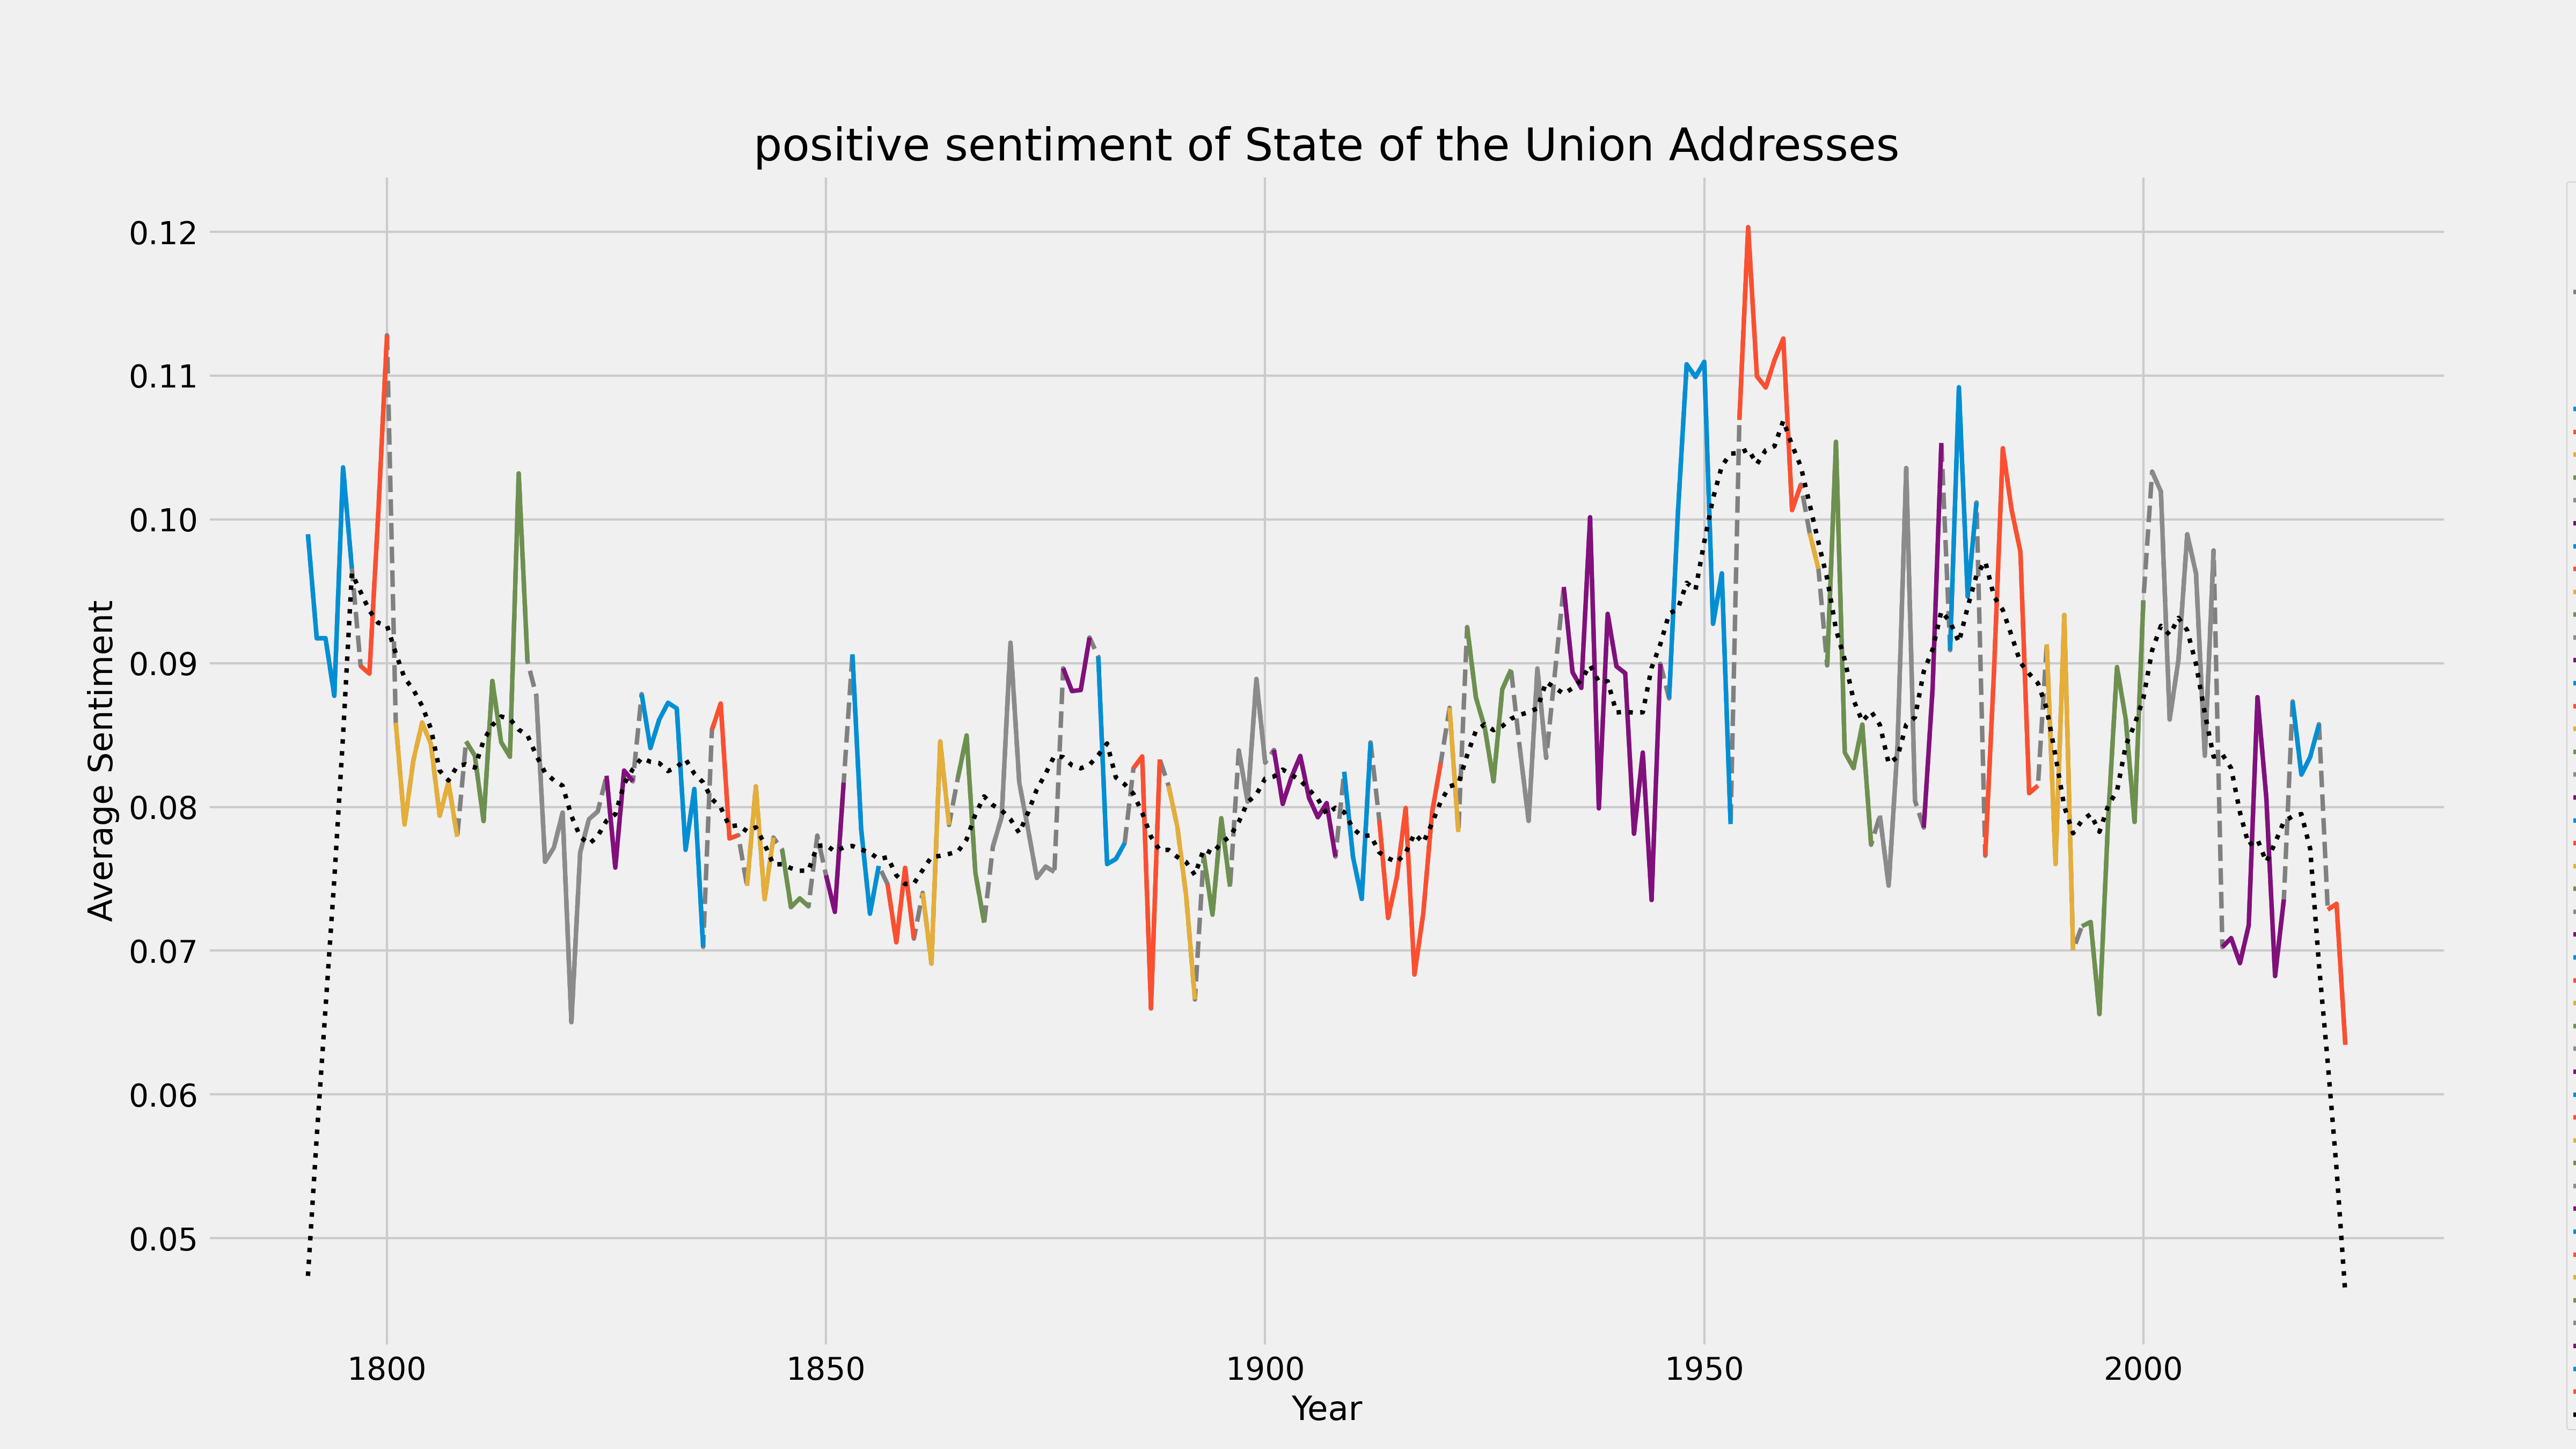 positive sentiment of State of the Union Addresses
0.12
0.11
0.10
0.09
0.08
0.07
0.06
0.05
Average Sentiment
1800 1850 1900 1950 2000
Year